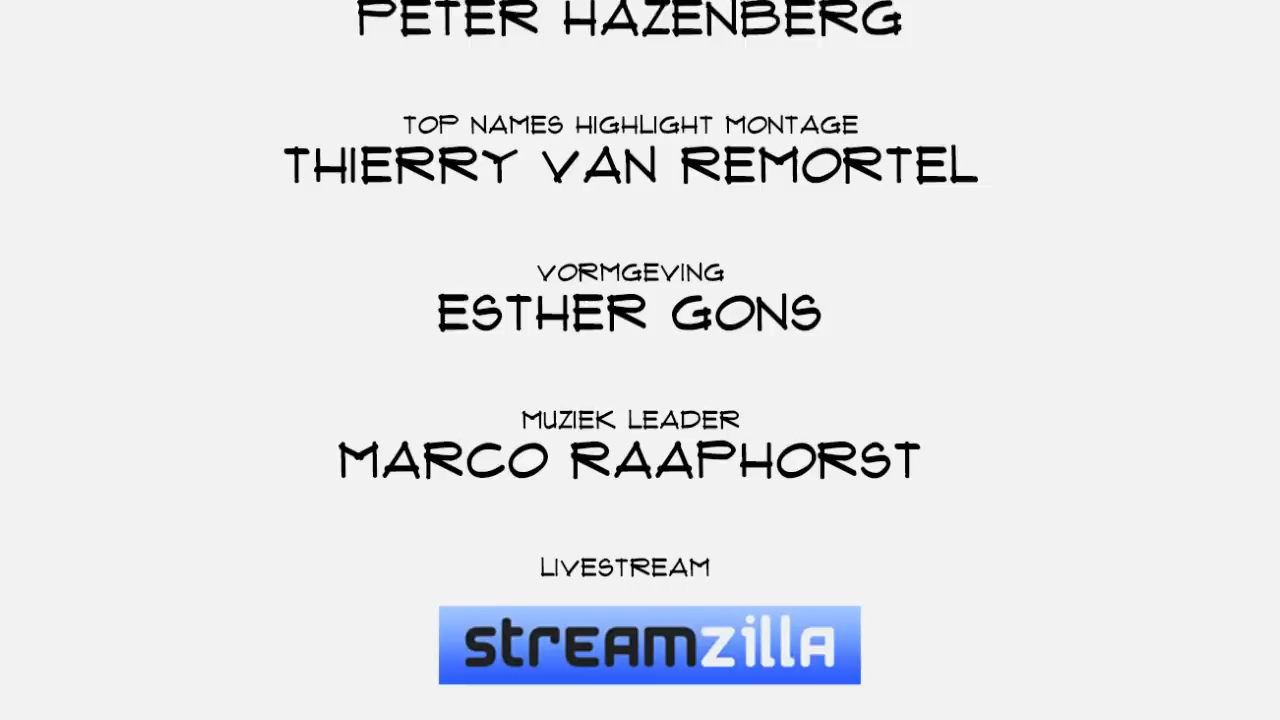 PETER HAZENBERG
TOP NAMES HIGHLIGHT MONTAGE
THIERRY VAN REMORTEL
VORMGEVING
ESTHER GONS
MUZIEK LEADER
MARCO RAAPHORST
LIVESTREAM
streamzilla